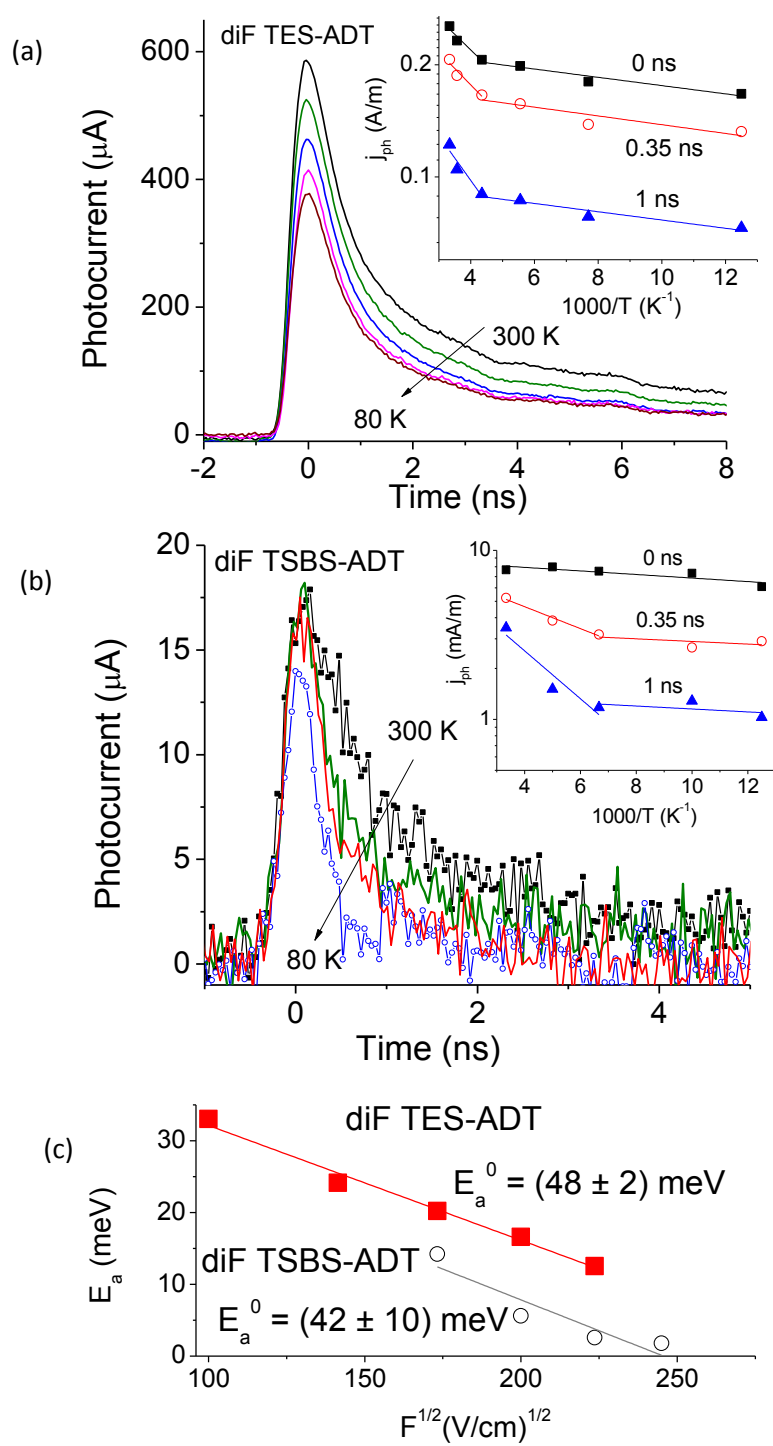 (a)
diF TES-ADT
Photocurrent (μA)
600
400
200
0
-2 0 2 4 6 8
Time (ns)
300 K
80 K
j_ph (A/m)
0.2
0.1
0 ns
0.35 ns
1 ns
4 6 8 10 12
1000/T (K⁻¹)
(b)
diF TSBS-ADT
Photocurrent (μA)
20
15
10
5
0
0 2 4
Time (ns)
300 K
80 K
j_ph (mA/m)
10
1
0 ns
0.35 ns
1 ns
4 6 8 10 12
1000/T (K⁻¹)
(c)
diF TES-ADT
E_a⁰ = (48 ± 2) meV
diF TSBS-ADT
E_a⁰ = (42 ± 10) meV
E_a (meV)
30
20
10
0
100 150 200 250
F^1/2 (V/cm)^1/2